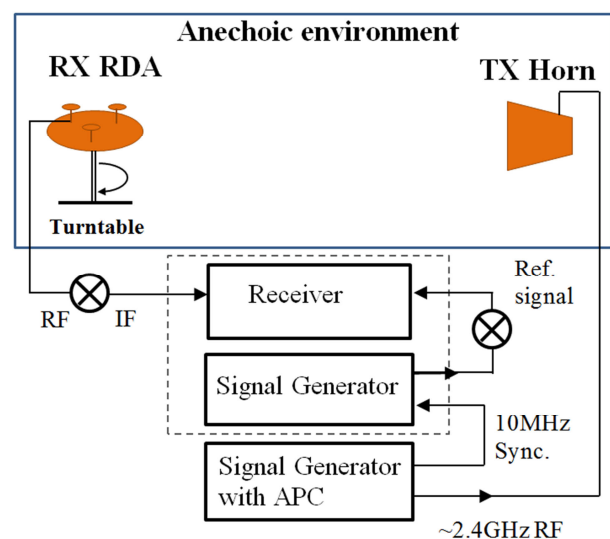 Anechoic environment
RX RDA
TX Horn
Turntable
RF
IF
Receiver
Ref.
signal
Signal Generator
10MHz
Sync.
Signal Generator
with APC
~2.4GHz RF